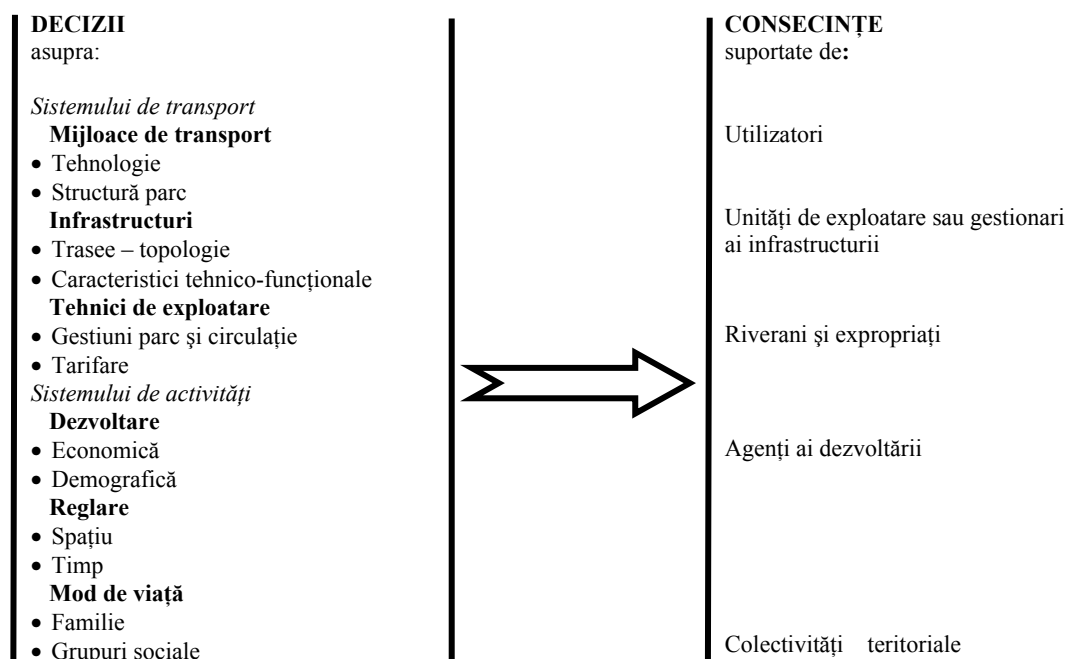 DECIZII
asupra:
Sistemului de transport
Mijloace de transport
• Tehnologie
• Structură parc
Infrastructuri
• Trasee – topologie
• Caracteristici tehnico-funcționale
Tehnici de exploatare
• Gestiuni parc şi circulație
• Tarifare
Sistemului de activități
Dezvoltare
• Economică
• Demografică
Reglare
• Spațiu
• Timp
Mod de viață
• Familie
• Grupuri sociale
CONSECINȚE
suportate de:
Utilizatori
Unități de exploatare sau gestionari
ai infrastructurii
Riverani şi expropriați
Agenți ai dezvoltării
Colectivități teritoriale